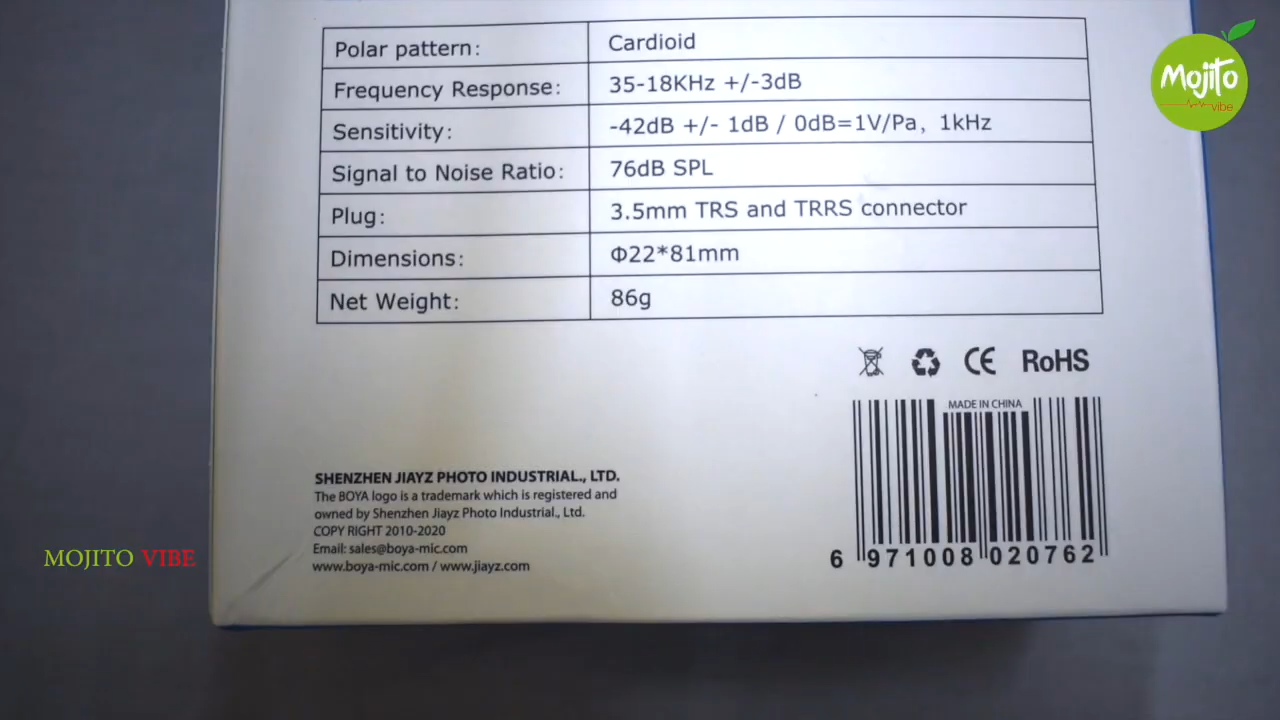 Polar pattern: Cardioid
Frequency Response: 35-18KHz +/-3dB
Sensitivity: -42dB +/- 1dB / 0dB=1V/Pa, 1kHz
Signal to Noise Ratio: 76dB SPL
Plug: 3.5mm TRS and TRRS connector
Dimensions: Φ22*81mm
Net Weight: 86g
Mojito
vibe
CE RoHS
MADE IN CHINA
6 971008 020762
SHENZHEN JIAYZ PHOTO INDUSTRIAL., LTD.
The BOYA logo is a trademark which is registered and
owned by Shenzhen Jiayz Photo Industrial., Ltd.
COPY RIGHT 2010-2020
Email: sales@boya-mic.com
www.boya-mic.com / www.jiayz.com
MOJITO VIBE